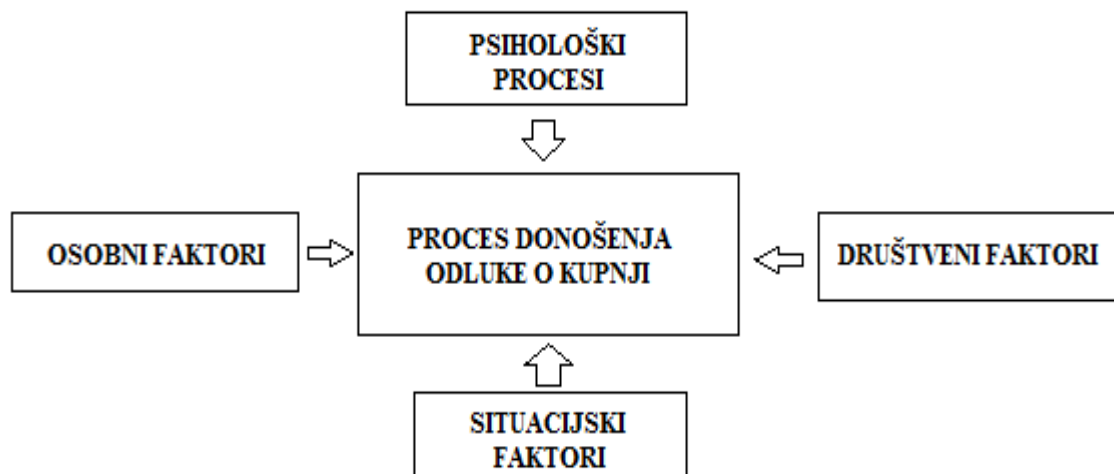 PSIHOLOŠKI
PROCESI
OSOBNI FAKTORI
PROCES DONOŠENJA
ODLUKE O KUPNJI
DRUŠTVENI FAKTORI
SITUACIJSKI
FAKTORI